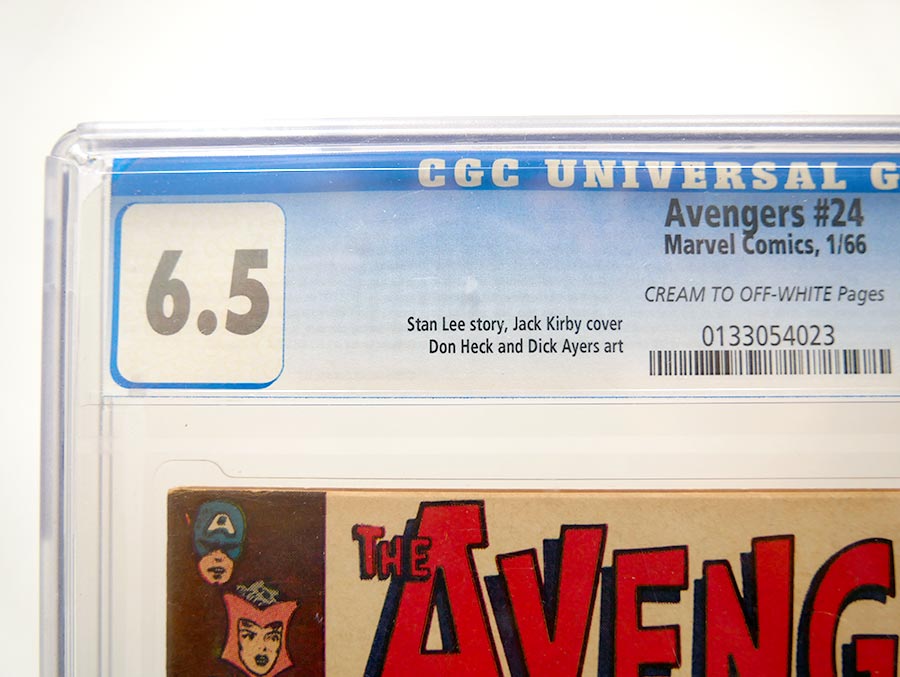 CGC UNIVERSAL G
6.5
Avengers #24
Marvel Comics, 1/66
CREAM TO OFF-WHITE Pages
Stan Lee story, Jack Kirby cover
Don Heck and Dick Ayers art
0133054023
A
THE AVENG